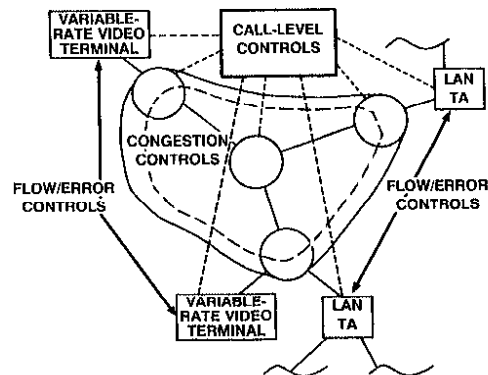 VARIABLE-
RATE VIDEO
TERMINAL
CALL-LEVEL
CONTROLS
LAN
TA
CONGESTION
CONTROLS
FLOW/ERROR
CONTROLS
FLOW/ERROR
CONTROLS
VARIABLE-
RATE VIDEO
TERMINAL
LAN
TA